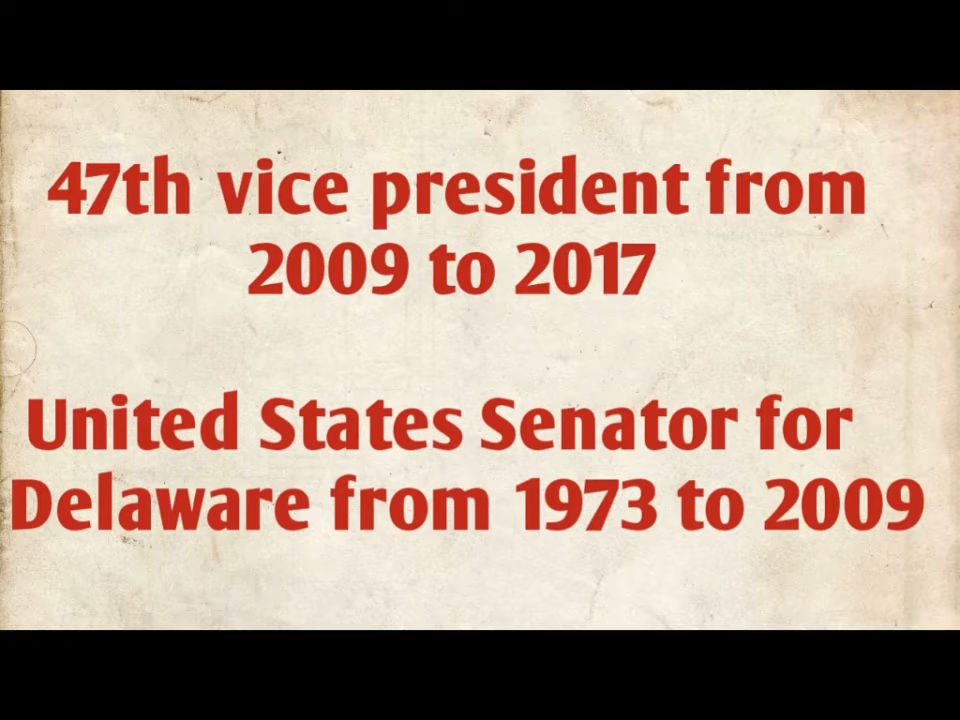 47th vice president from
2009 to 2017
United States Senator for
Delaware from 1973 to 2009